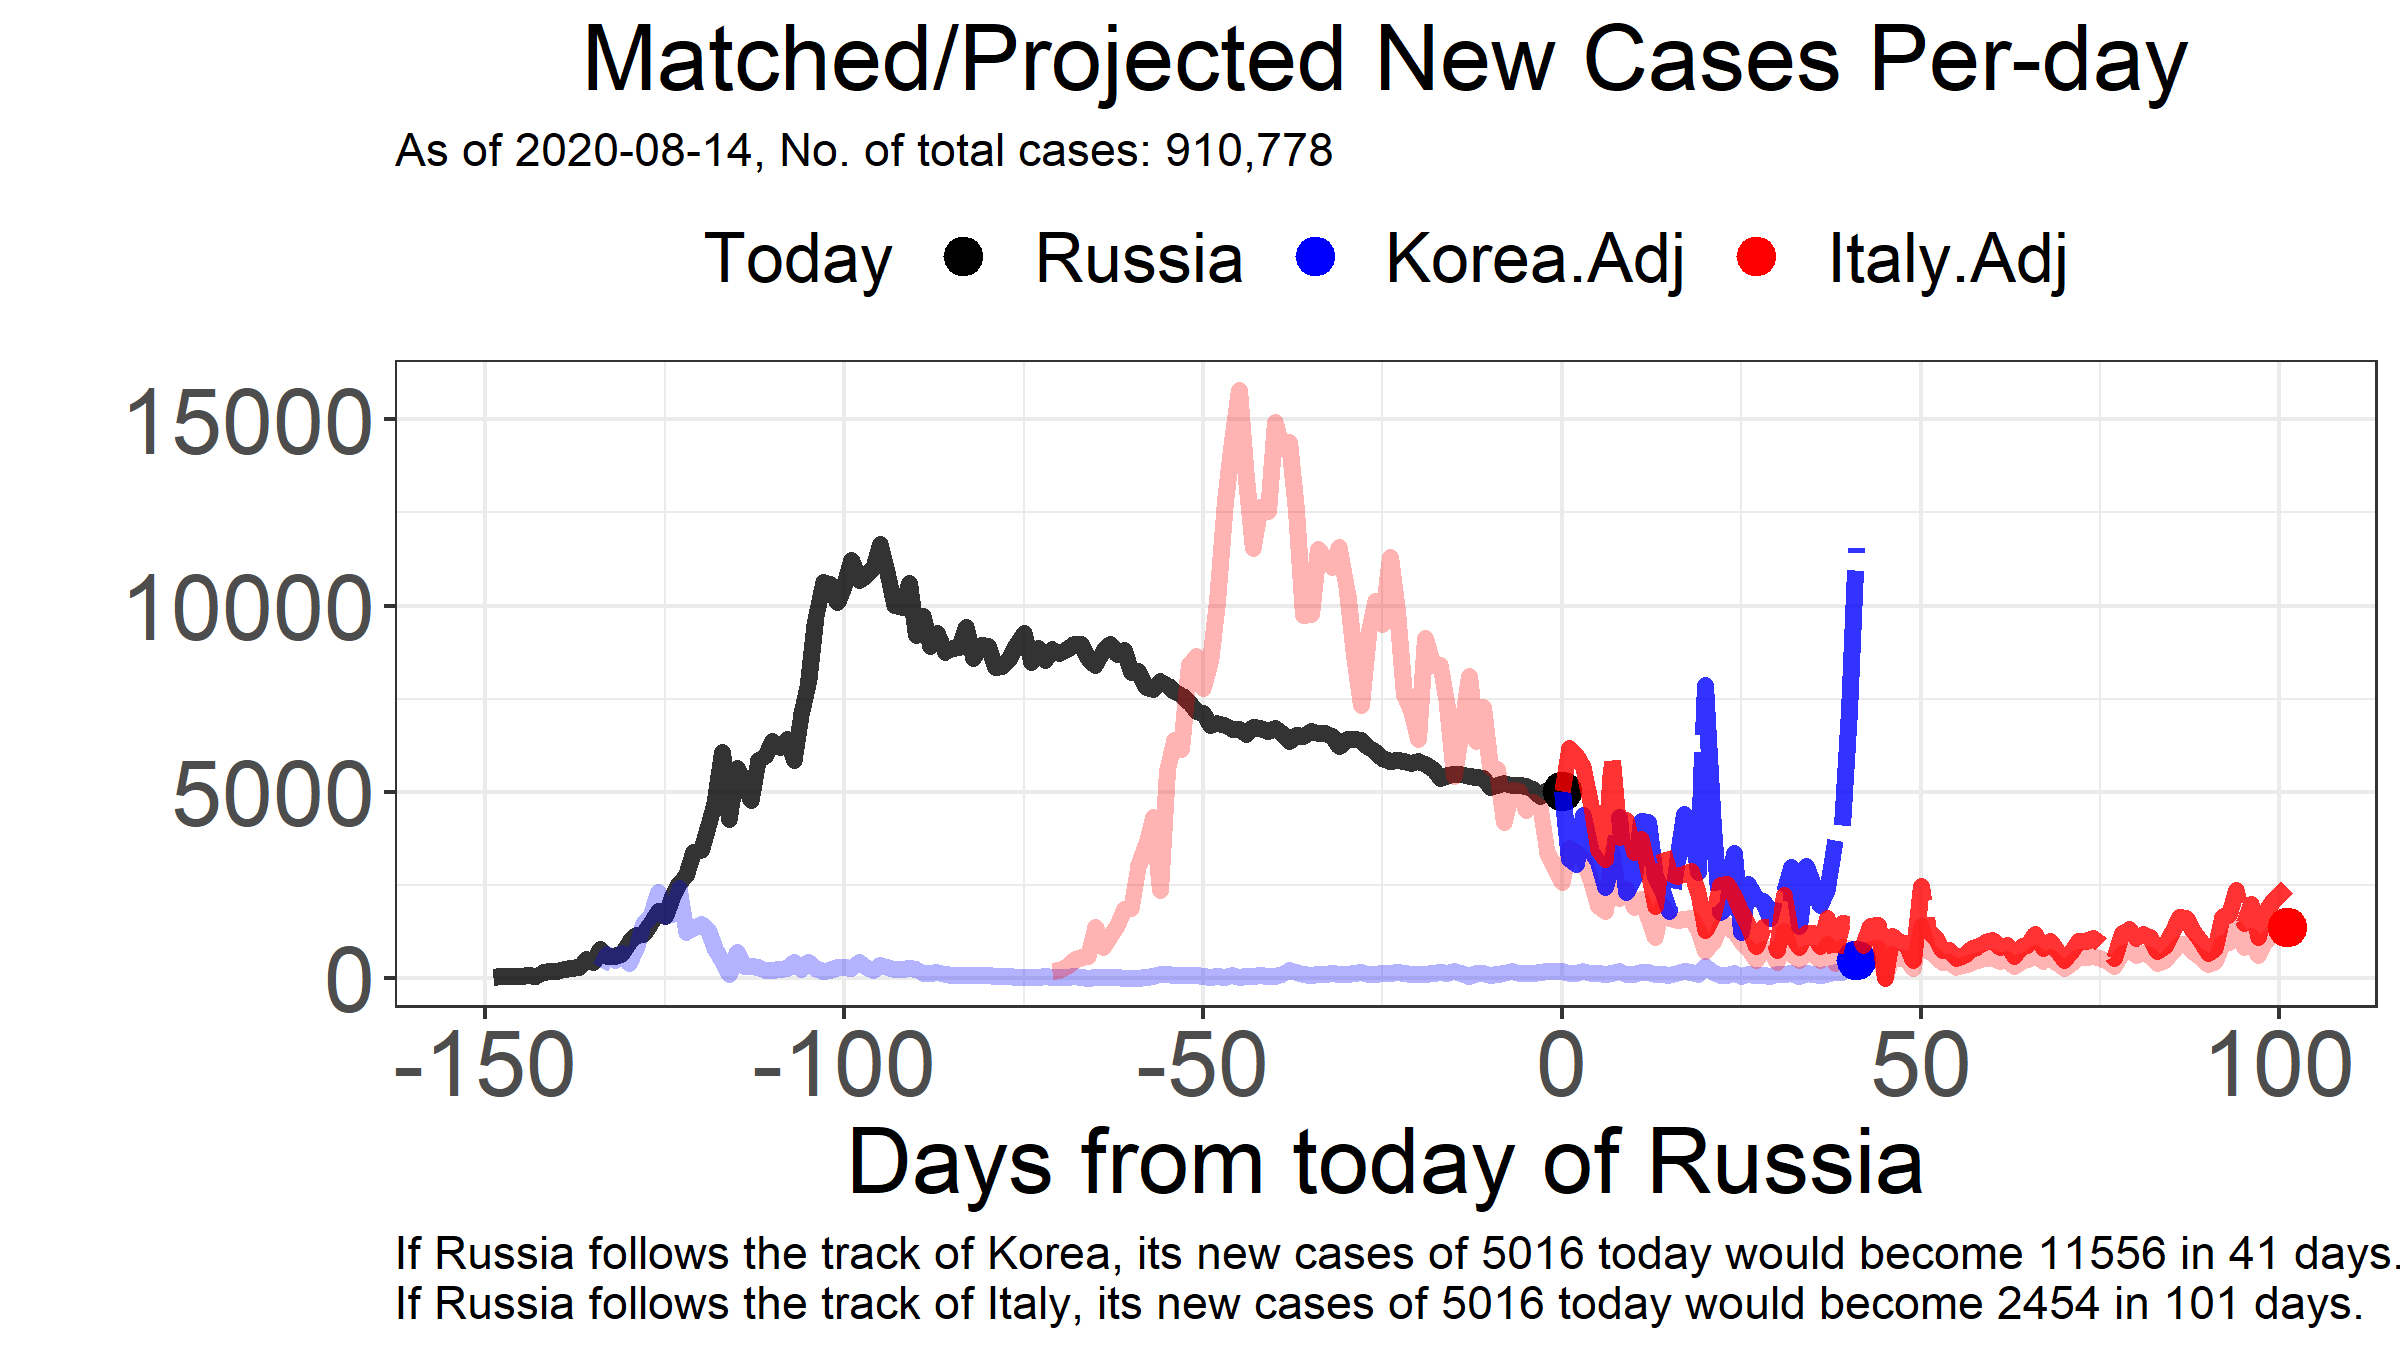 Matched/Projected New Cases Per-day
As of 2020-08-14, No. of total cases: 910,778
Today Russia Korea.Adj Italy.Adj
15000
10000
5000
0
-150 -100 -50 0 50 100
Days from today of Russia
If Russia follows the track of Korea, its new cases of 5016 today would become 11556 in 41 days.
If Russia follows the track of Italy, its new cases of 5016 today would become 2454 in 101 days.